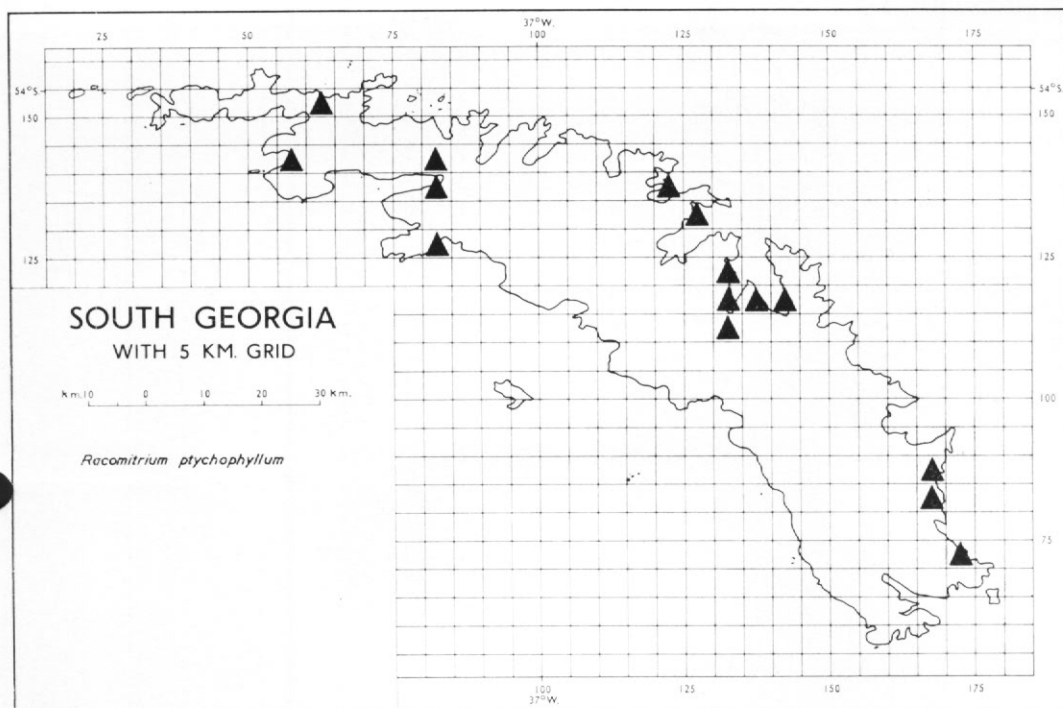 37°W.
25 50 75 100 125 150 175
54°S 54°S
150 150
125 125
SOUTH GEORGIA
WITH 5 KM. GRID
km.10 0 10 20 30 km.
100
Racomitrium ptychophyllum
75
100 125 150 175
37°W.